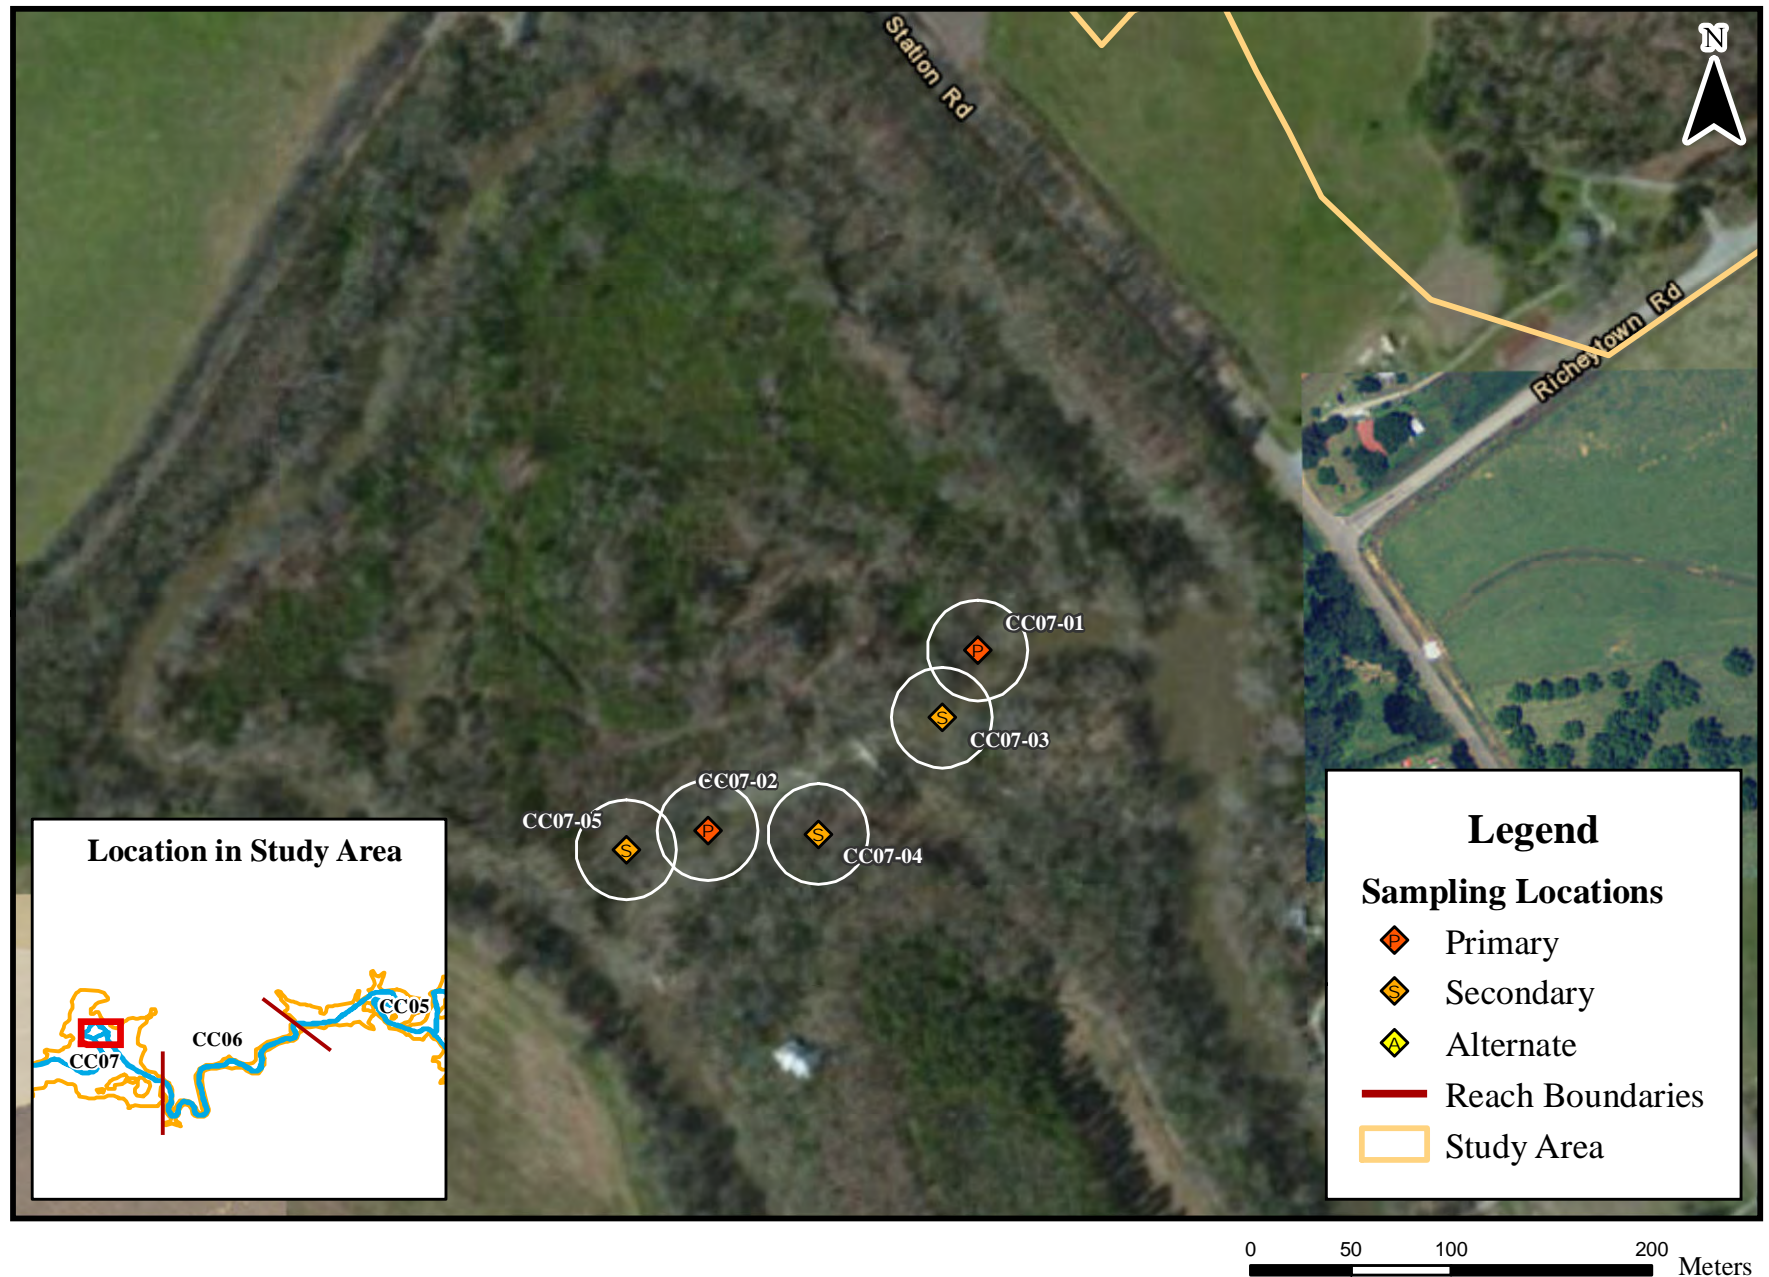 Station Rd
N
Richeytown Rd
CC07-01
P
S
CC07-03
CC07-02
CC07-05
P
S
S
CC07-04
Location in Study Area
CC05
CC06
CC07
Legend
Sampling Locations
P Primary
S Secondary
A Alternate
Reach Boundaries
Study Area
0 50 100 200
Meters